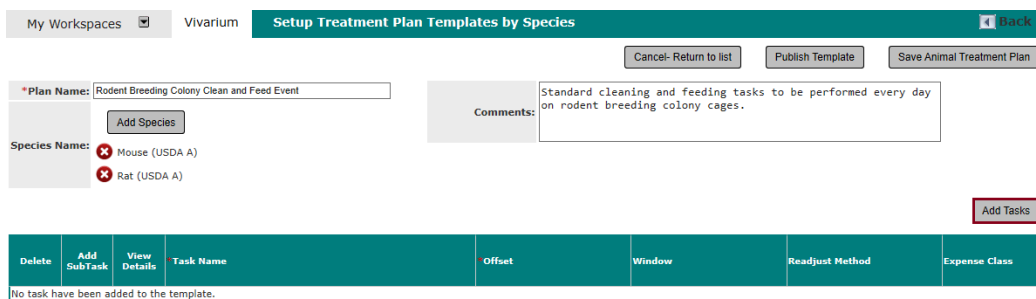 My Workspaces
Vivarium
Setup Treatment Plan Templates by Species
Back
Cancel- Return to list
Publish Template
Save Animal Treatment Plan
*Plan Name: Rodent Breeding Colony Clean and Feed Event
Comments: Standard cleaning and feeding tasks to be performed every day
on rodent breeding colony cages.
Add Species
Species Name:
Mouse (USDA A)
Rat (USDA A)
Add Tasks
Delete Add SubTask View Details *Task Name *Offset Window Readjust Method Expense Class
No task have been added to the template.